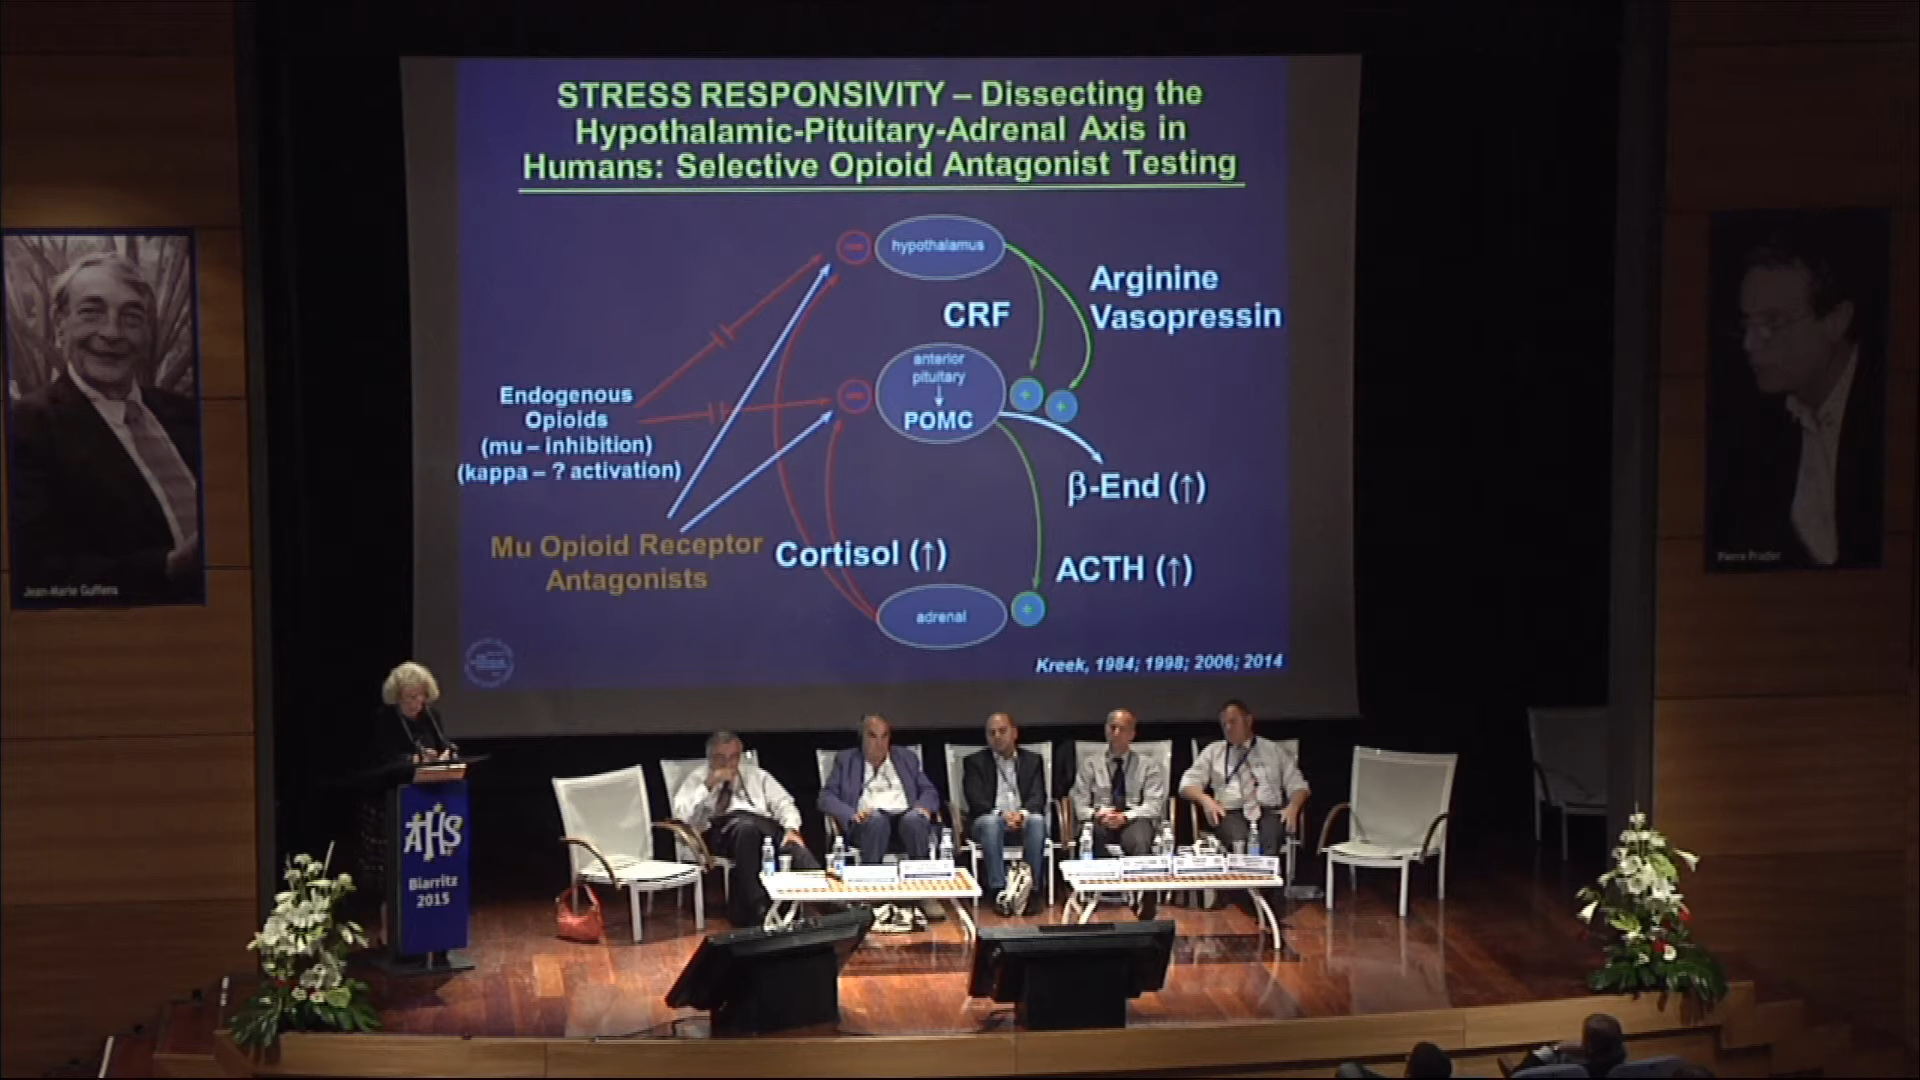 STRESS RESPONSIVITY – Dissecting the
Hypothalamic-Pituitary-Adrenal Axis in
Humans: Selective Opioid Antagonist Testing
hypothalamus
Arginine
Vasopressin
CRF
anterior
pituitary
↓
POMC
+
+
Endogenous
Opioids
(mu – inhibition)
(kappa – ? activation)
β-End (↑)
Mu Opioid Receptor
Antagonists
Cortisol (↑)
ACTH (↑)
adrenal
+
Kreek, 1984; 1998; 2006; 2014
Jean-Marie Guffens
Pierre Prader
AHS
Biarritz
2015